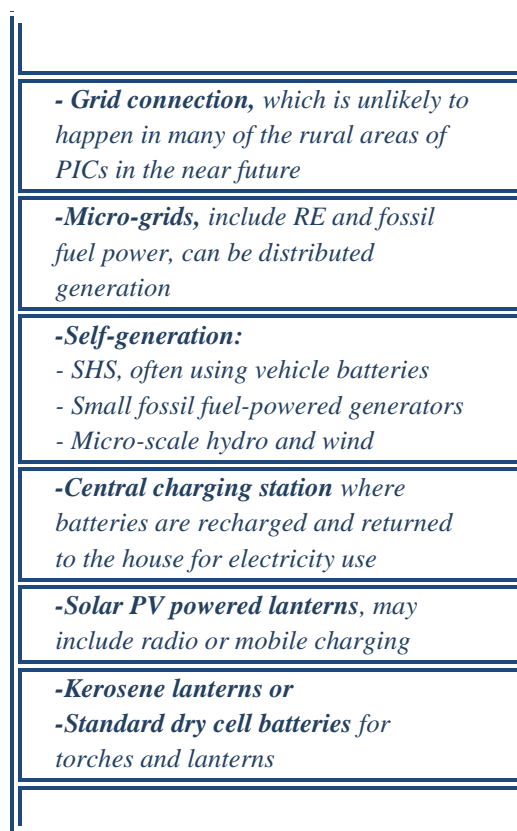 - Grid connection, which is unlikely to
happen in many of the rural areas of
PICs in the near future
-Micro-grids, include RE and fossil
fuel power, can be distributed
generation
-Self-generation:
- SHS, often using vehicle batteries
- Small fossil fuel-powered generators
- Micro-scale hydro and wind
-Central charging station where
batteries are recharged and returned
to the house for electricity use
-Solar PV powered lanterns, may
include radio or mobile charging
-Kerosene lanterns or
-Standard dry cell batteries for
torches and lanterns